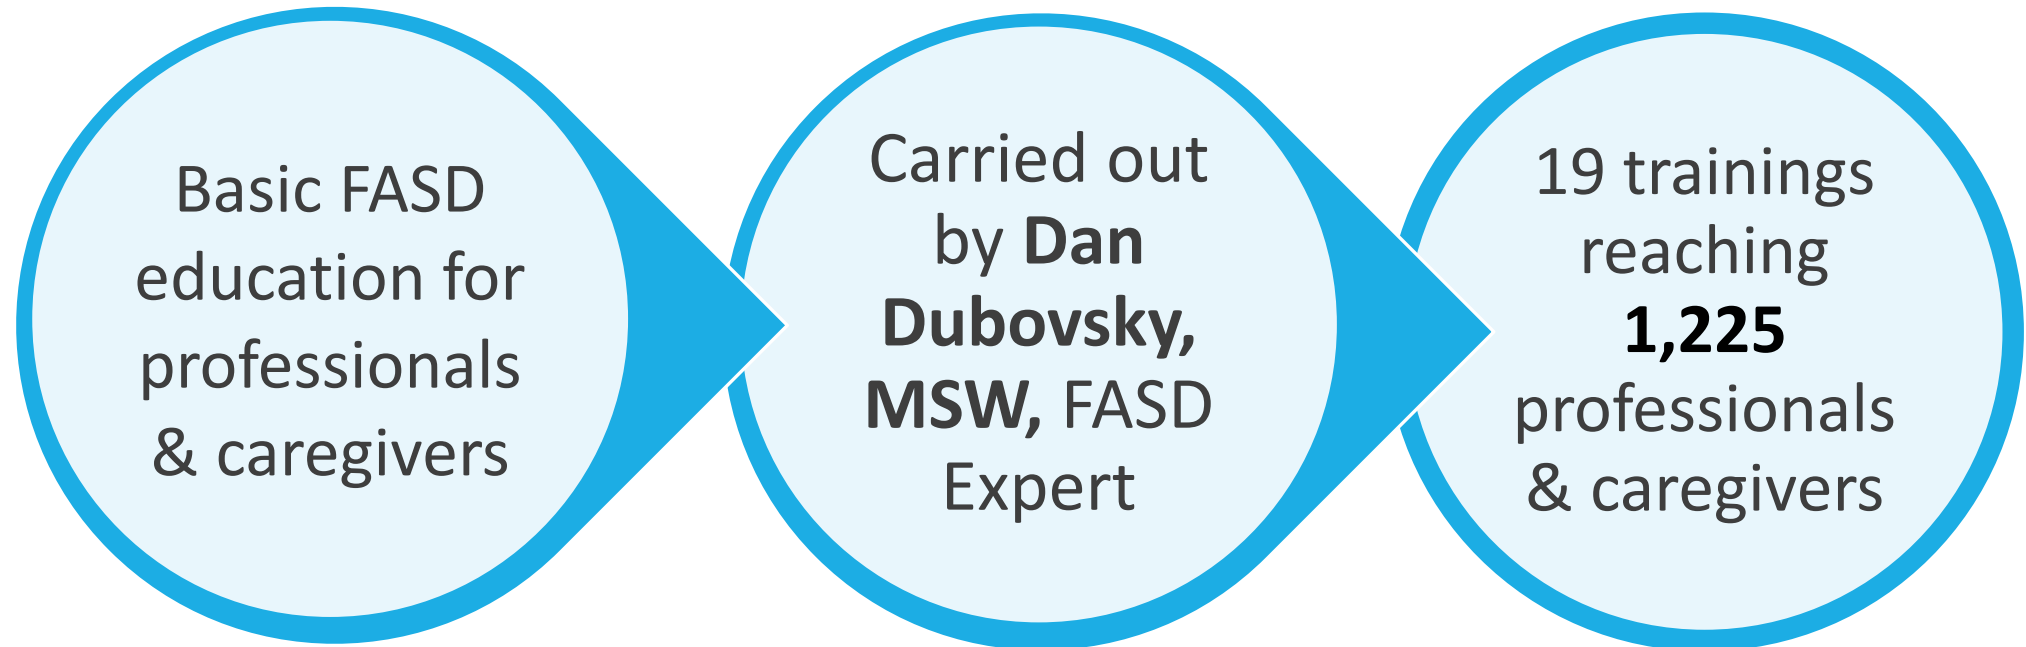 Basic FASD
education for
professionals
& caregivers
Carried out
by Dan
Dubovsky,
MSW, FASD
Expert
19 trainings
reaching
1,225
professionals
& caregivers